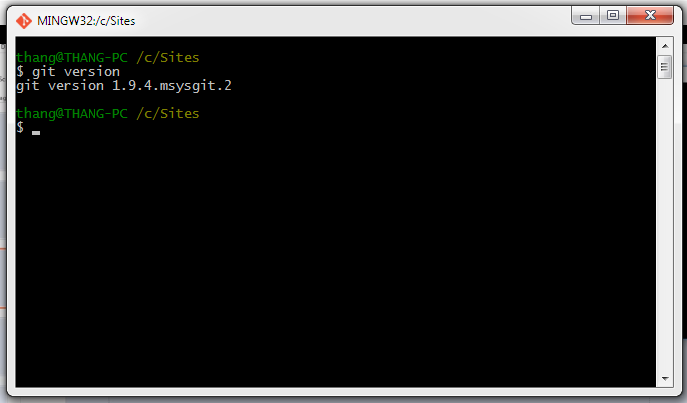 MINGW32:/c/Sites
thang@THANG-PC /c/Sites
$ git version
git version 1.9.4.msysgit.2
thang@THANG-PC /c/Sites
$